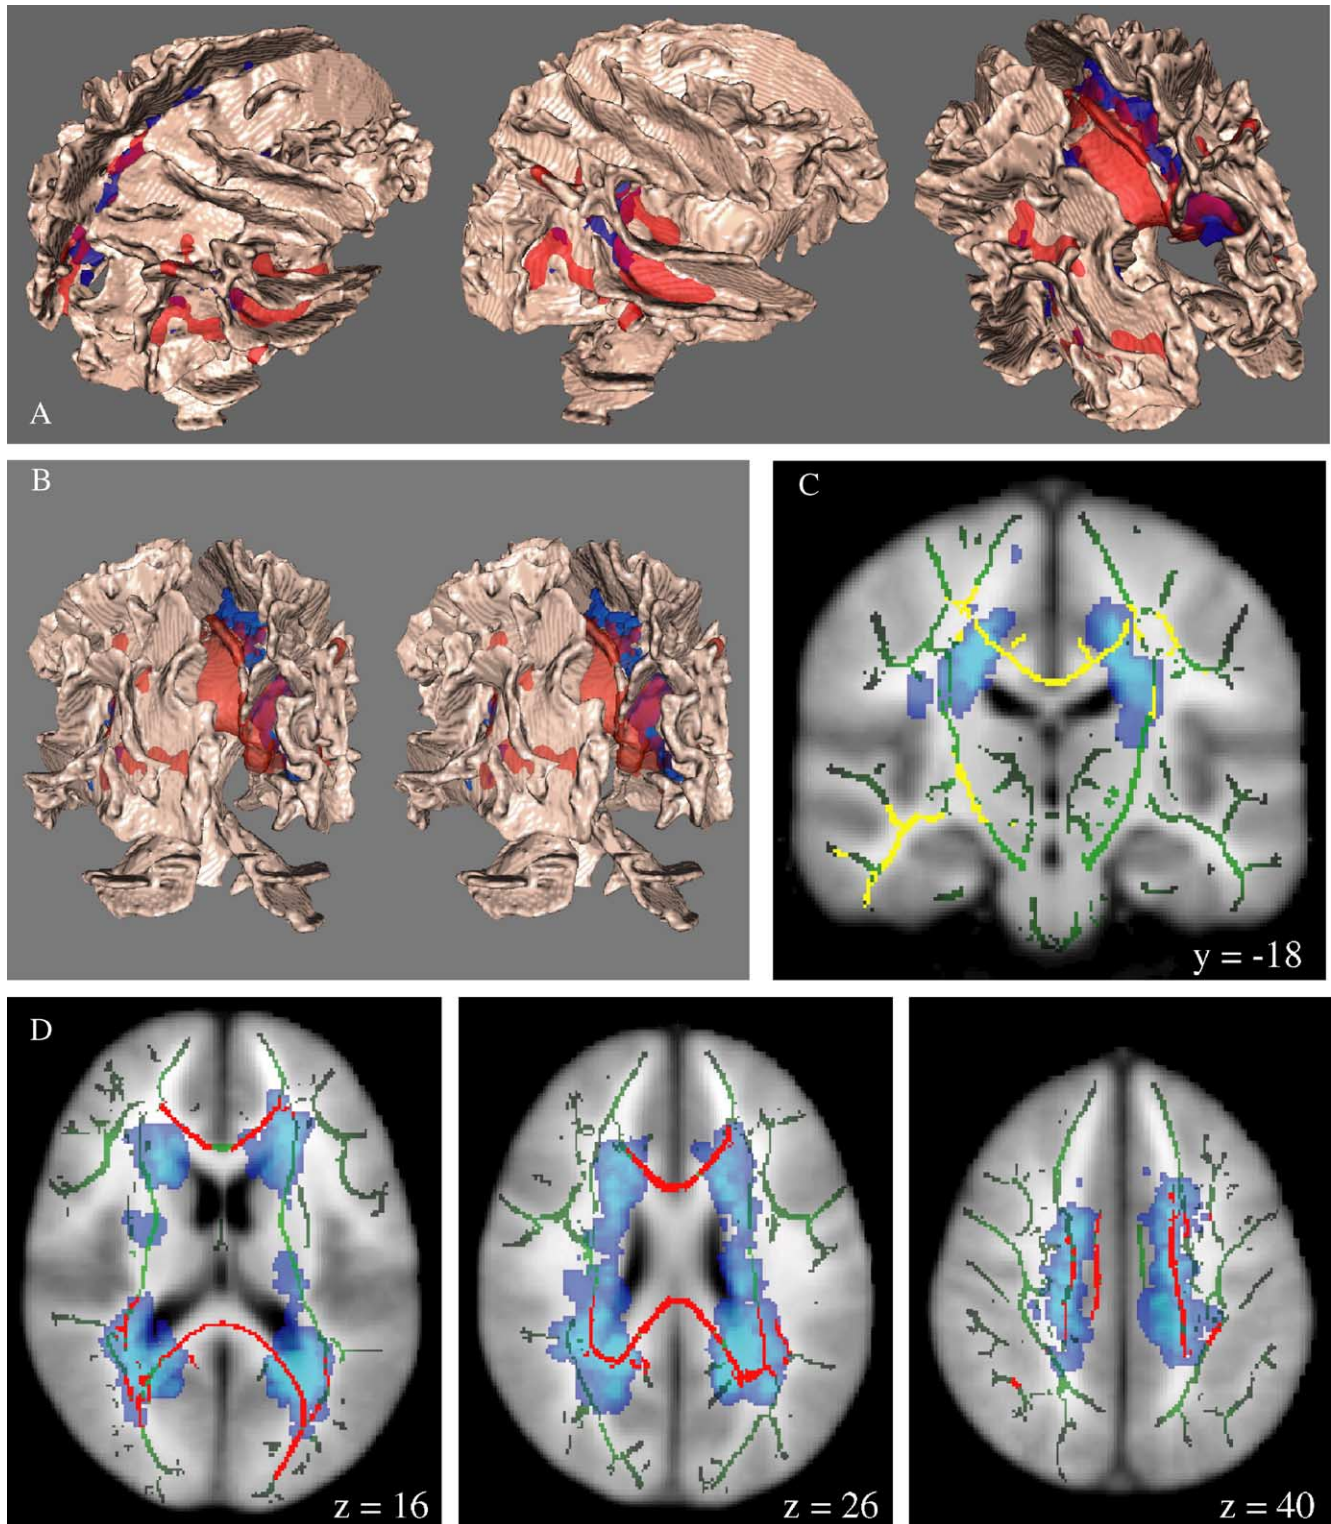 A
B
C
y = -18
D
z = 16
z = 26
z = 40